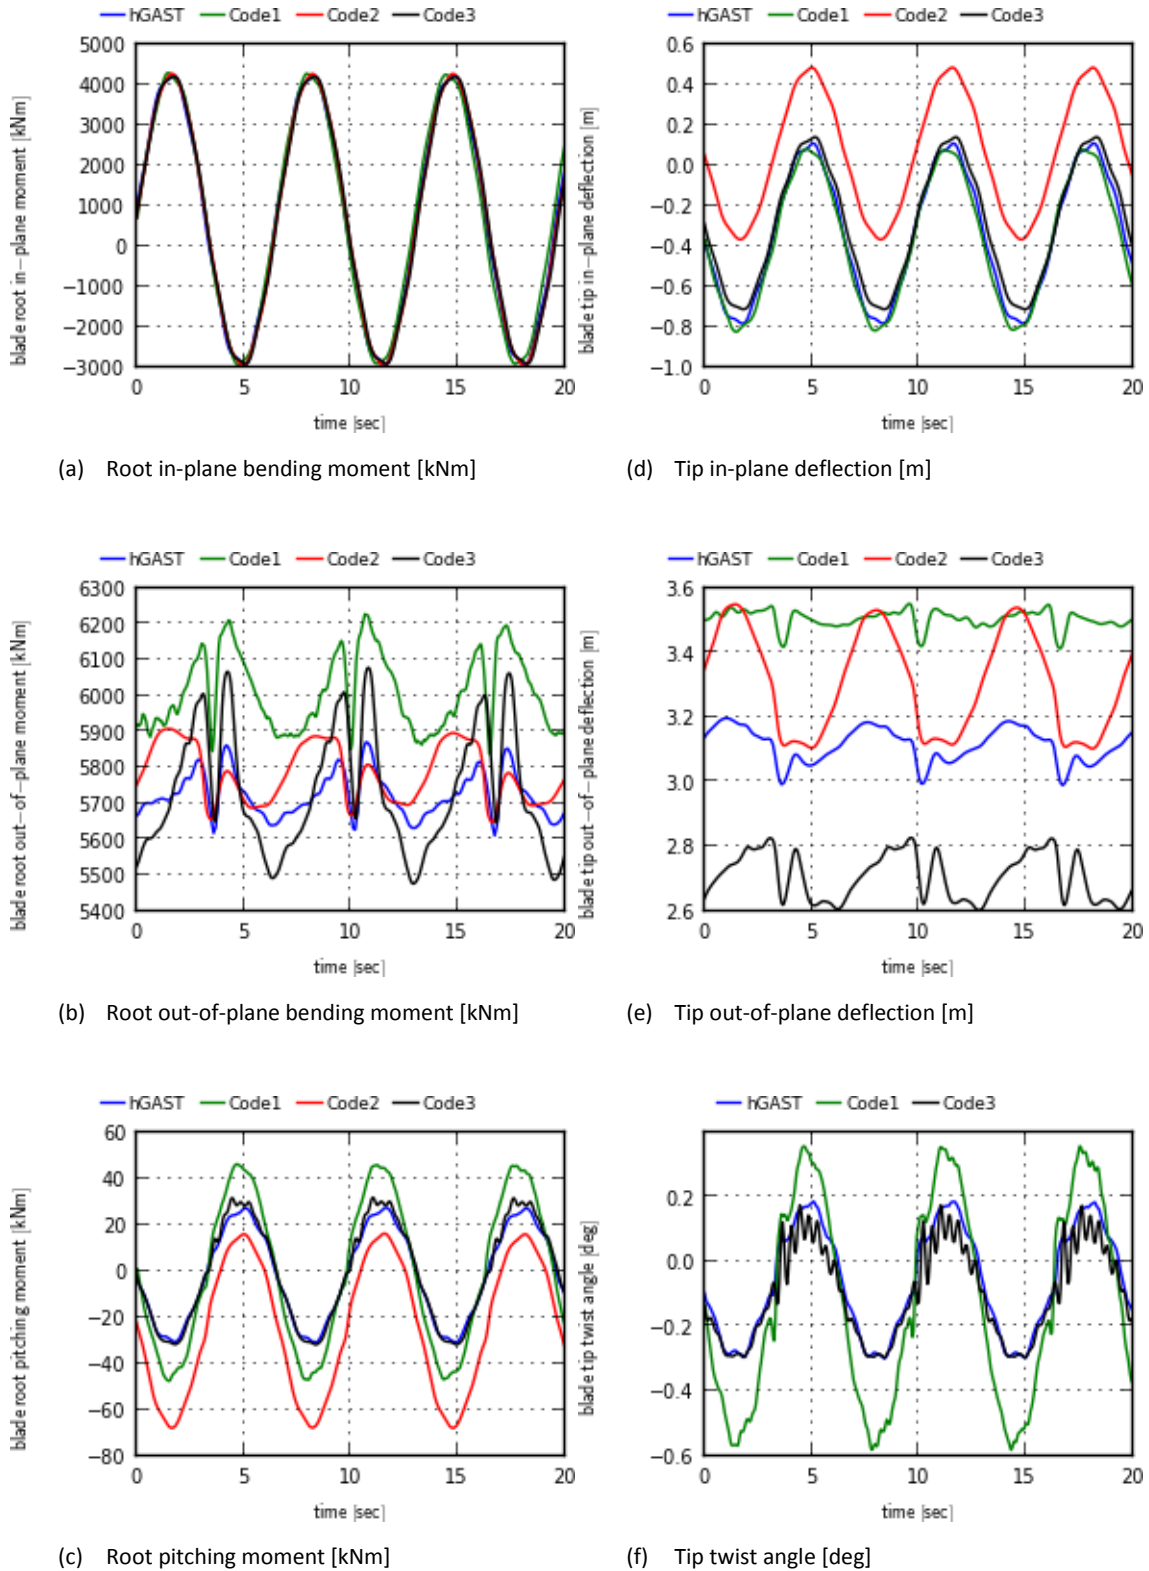 hGAST Code1 Code2 Code3
5000
4000
3000
2000
1000
0
−1000
−2000
−3000
0 5 10 15 20
blade root in−plane moment [kNm]
time [sec]
(a) Root in-plane bending moment [kNm]
hGAST Code1 Code2 Code3
0.6
0.4
0.2
0.0
−0.2
−0.4
−0.6
−0.8
−1.0
0 5 10 15 20
blade tip in−plane deflection [m]
time [sec]
(d) Tip in-plane deflection [m]
hGAST Code1 Code2 Code3
6300
6200
6100
6000
5900
5800
5700
5600
5500
5400
0 5 10 15 20
blade root out−of−plane moment [kNm]
time [sec]
(b) Root out-of-plane bending moment [kNm]
hGAST Code1 Code2 Code3
3.6
3.4
3.2
3.0
2.8
2.6
0 5 10 15 20
blade tip out−of−plane deflection [m]
time [sec]
(e) Tip out-of-plane deflection [m]
hGAST Code1 Code2 Code3
60
40
20
0
−20
−40
−60
−80
0 5 10 15 20
blade root pitching moment [kNm]
time [sec]
(c) Root pitching moment [kNm]
hGAST Code1 Code3
0.2
0.0
−0.2
−0.4
−0.6
0 5 10 15 20
blade tip twist angle [deg]
time [sec]
(f) Tip twist angle [deg]